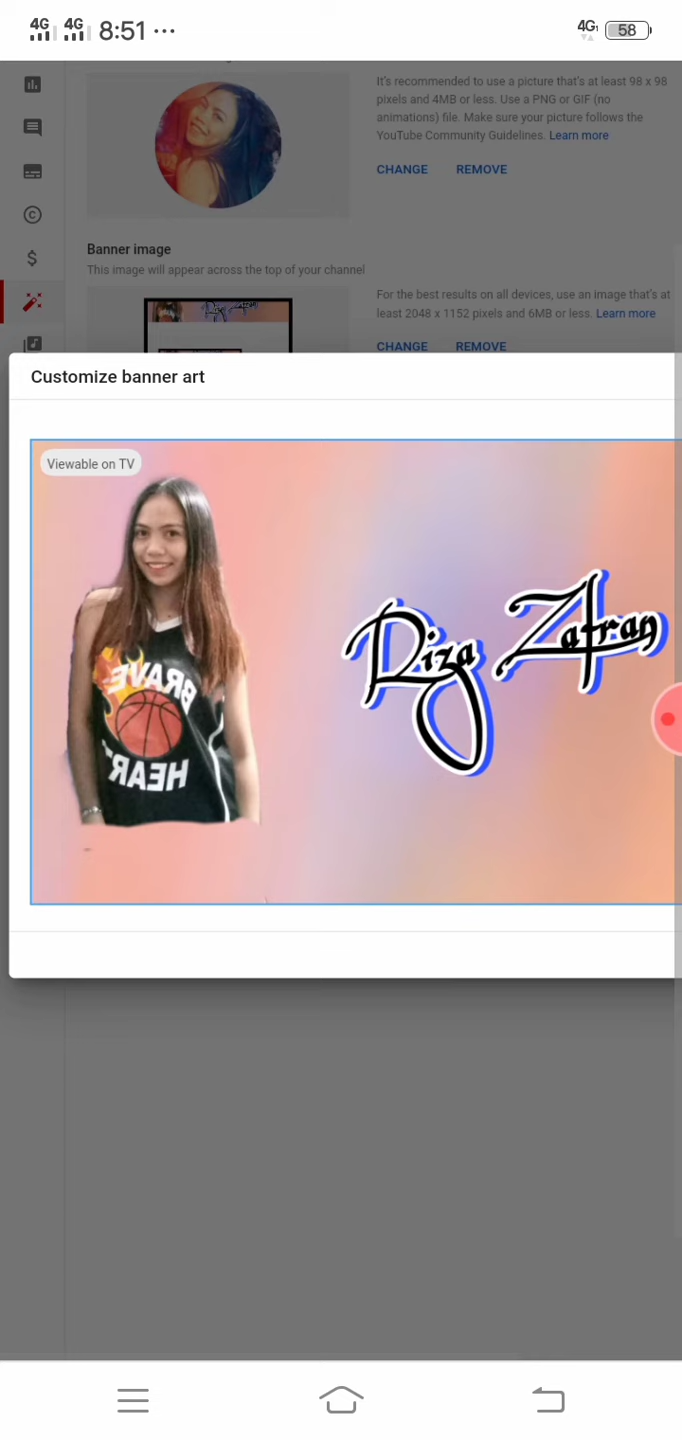 4G 4G 8:51 ... 4G 58
It's recommended to use a picture that's at least 98 x 98
pixels and 4MB or less. Use a PNG or GIF (no
animations) file. Make sure your picture follows the
YouTube Community Guidelines. Learn more
CHANGE REMOVE
Banner image
This image will appear across the top of your channel
For the best results on all devices, use an image that's at
least 2048 x 1152 pixels and 6MB or less. Learn more
CHANGE REMOVE
Customize banner art
Viewable on TV
Riza Zafran
BRAVE
HEART